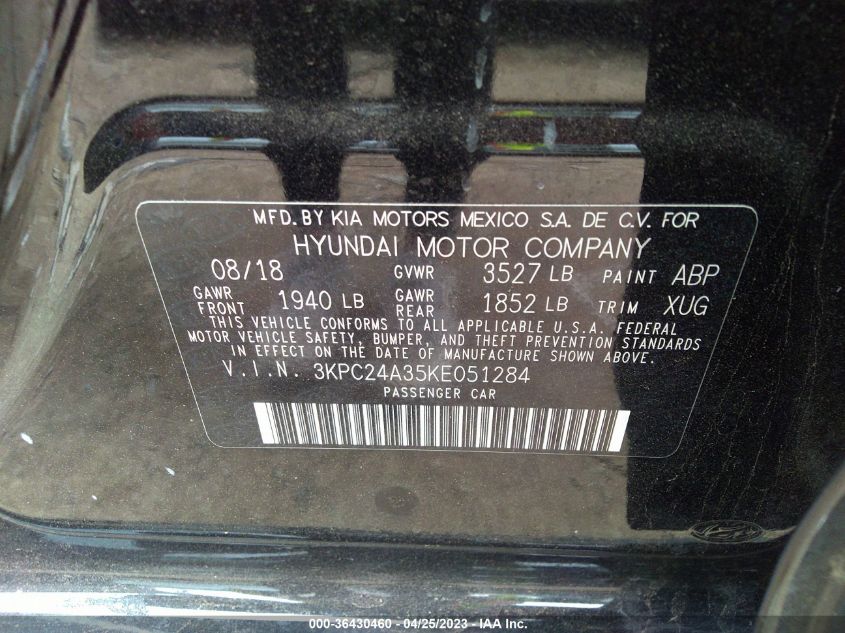 MFD. BY KIA MOTORS MEXICO S.A. DE C.V. FOR
HYUNDAI MOTOR COMPANY
08/18 GVWR 3527 LB PAINT ABP
GAWR FRONT 1940 LB GAWR REAR 1852 LB TRIM XUG
THIS VEHICLE CONFORMS TO ALL APPLICABLE U.S.A. FEDERAL
MOTOR VEHICLE SAFETY, BUMPER, AND THEFT PREVENTION STANDARDS
IN EFFECT ON THE DATE OF MANUFACTURE SHOWN ABOVE.
V.I.N. 3KPC24A35KE051284
PASSENGER CAR
000-36430460 - 04/25/2023 - IAA Inc.